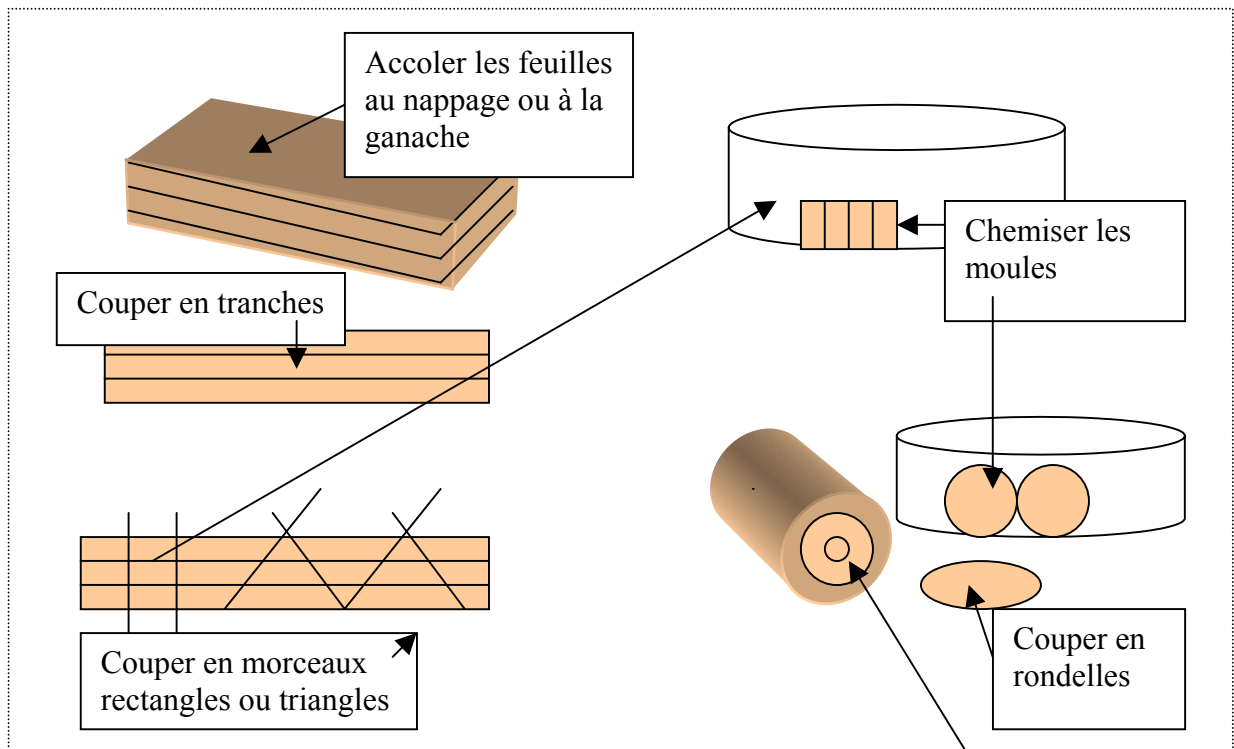 Accoler les feuilles
au nappage ou à la
ganache
Couper en tranches
Chemiser les
moules
Couper en morceaux
rectangles ou triangles
Couper en
rondelles